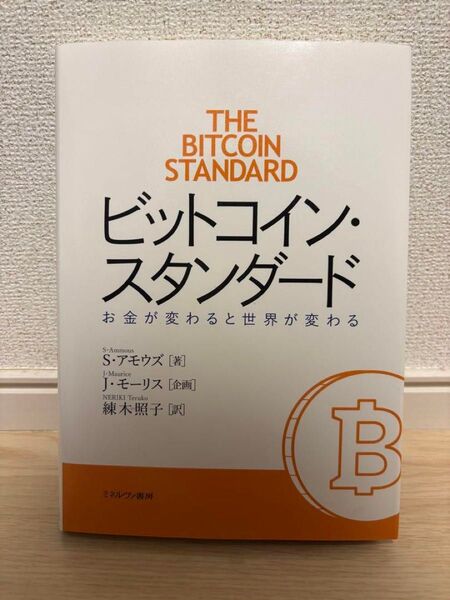 THE
BITCOIN
STANDARD
ビットコイン・
スタンダード
お金が変わると世界が変わる
S・Ammous
S・アモウズ［著］
J・Maurice
J・モーリス［企画］
NERIKI Teruko
練木照子［訳］
ミネルヴァ書房